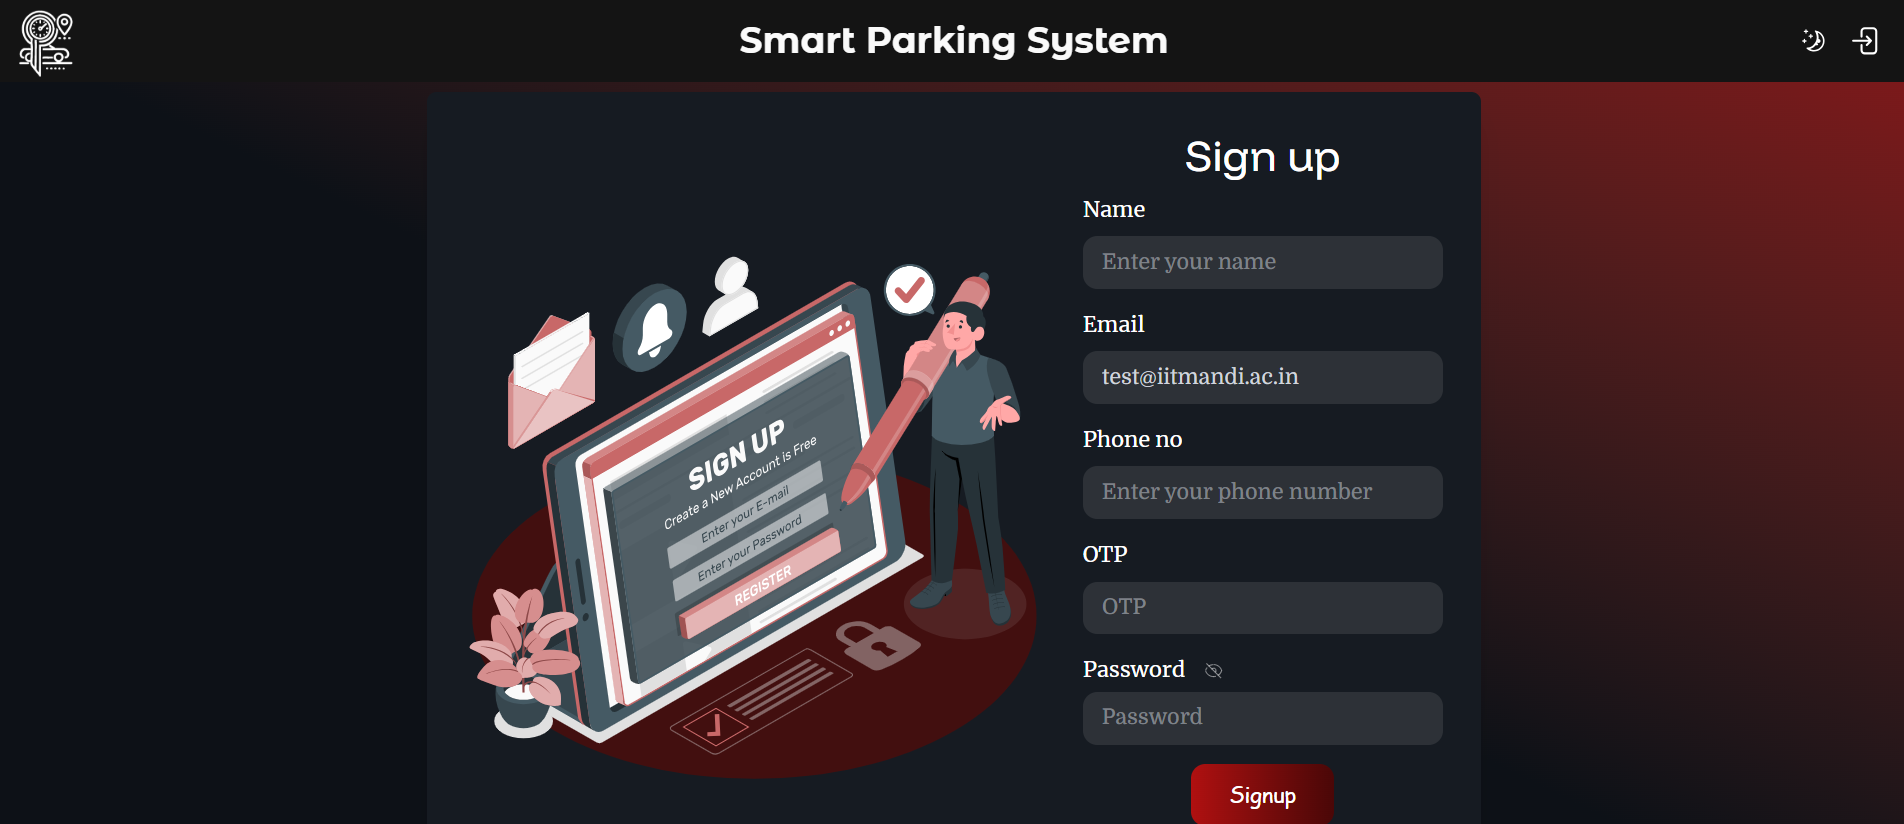 Smart Parking System
Sign up
Name
Enter your name
Email
test@iitmandi.ac.in
Phone no
Enter your phone number
OTP
OTP
Password
Password
Signup
SIGN UP
Create a New Account is Free
Enter your E-mail
Enter your Password
REGISTER